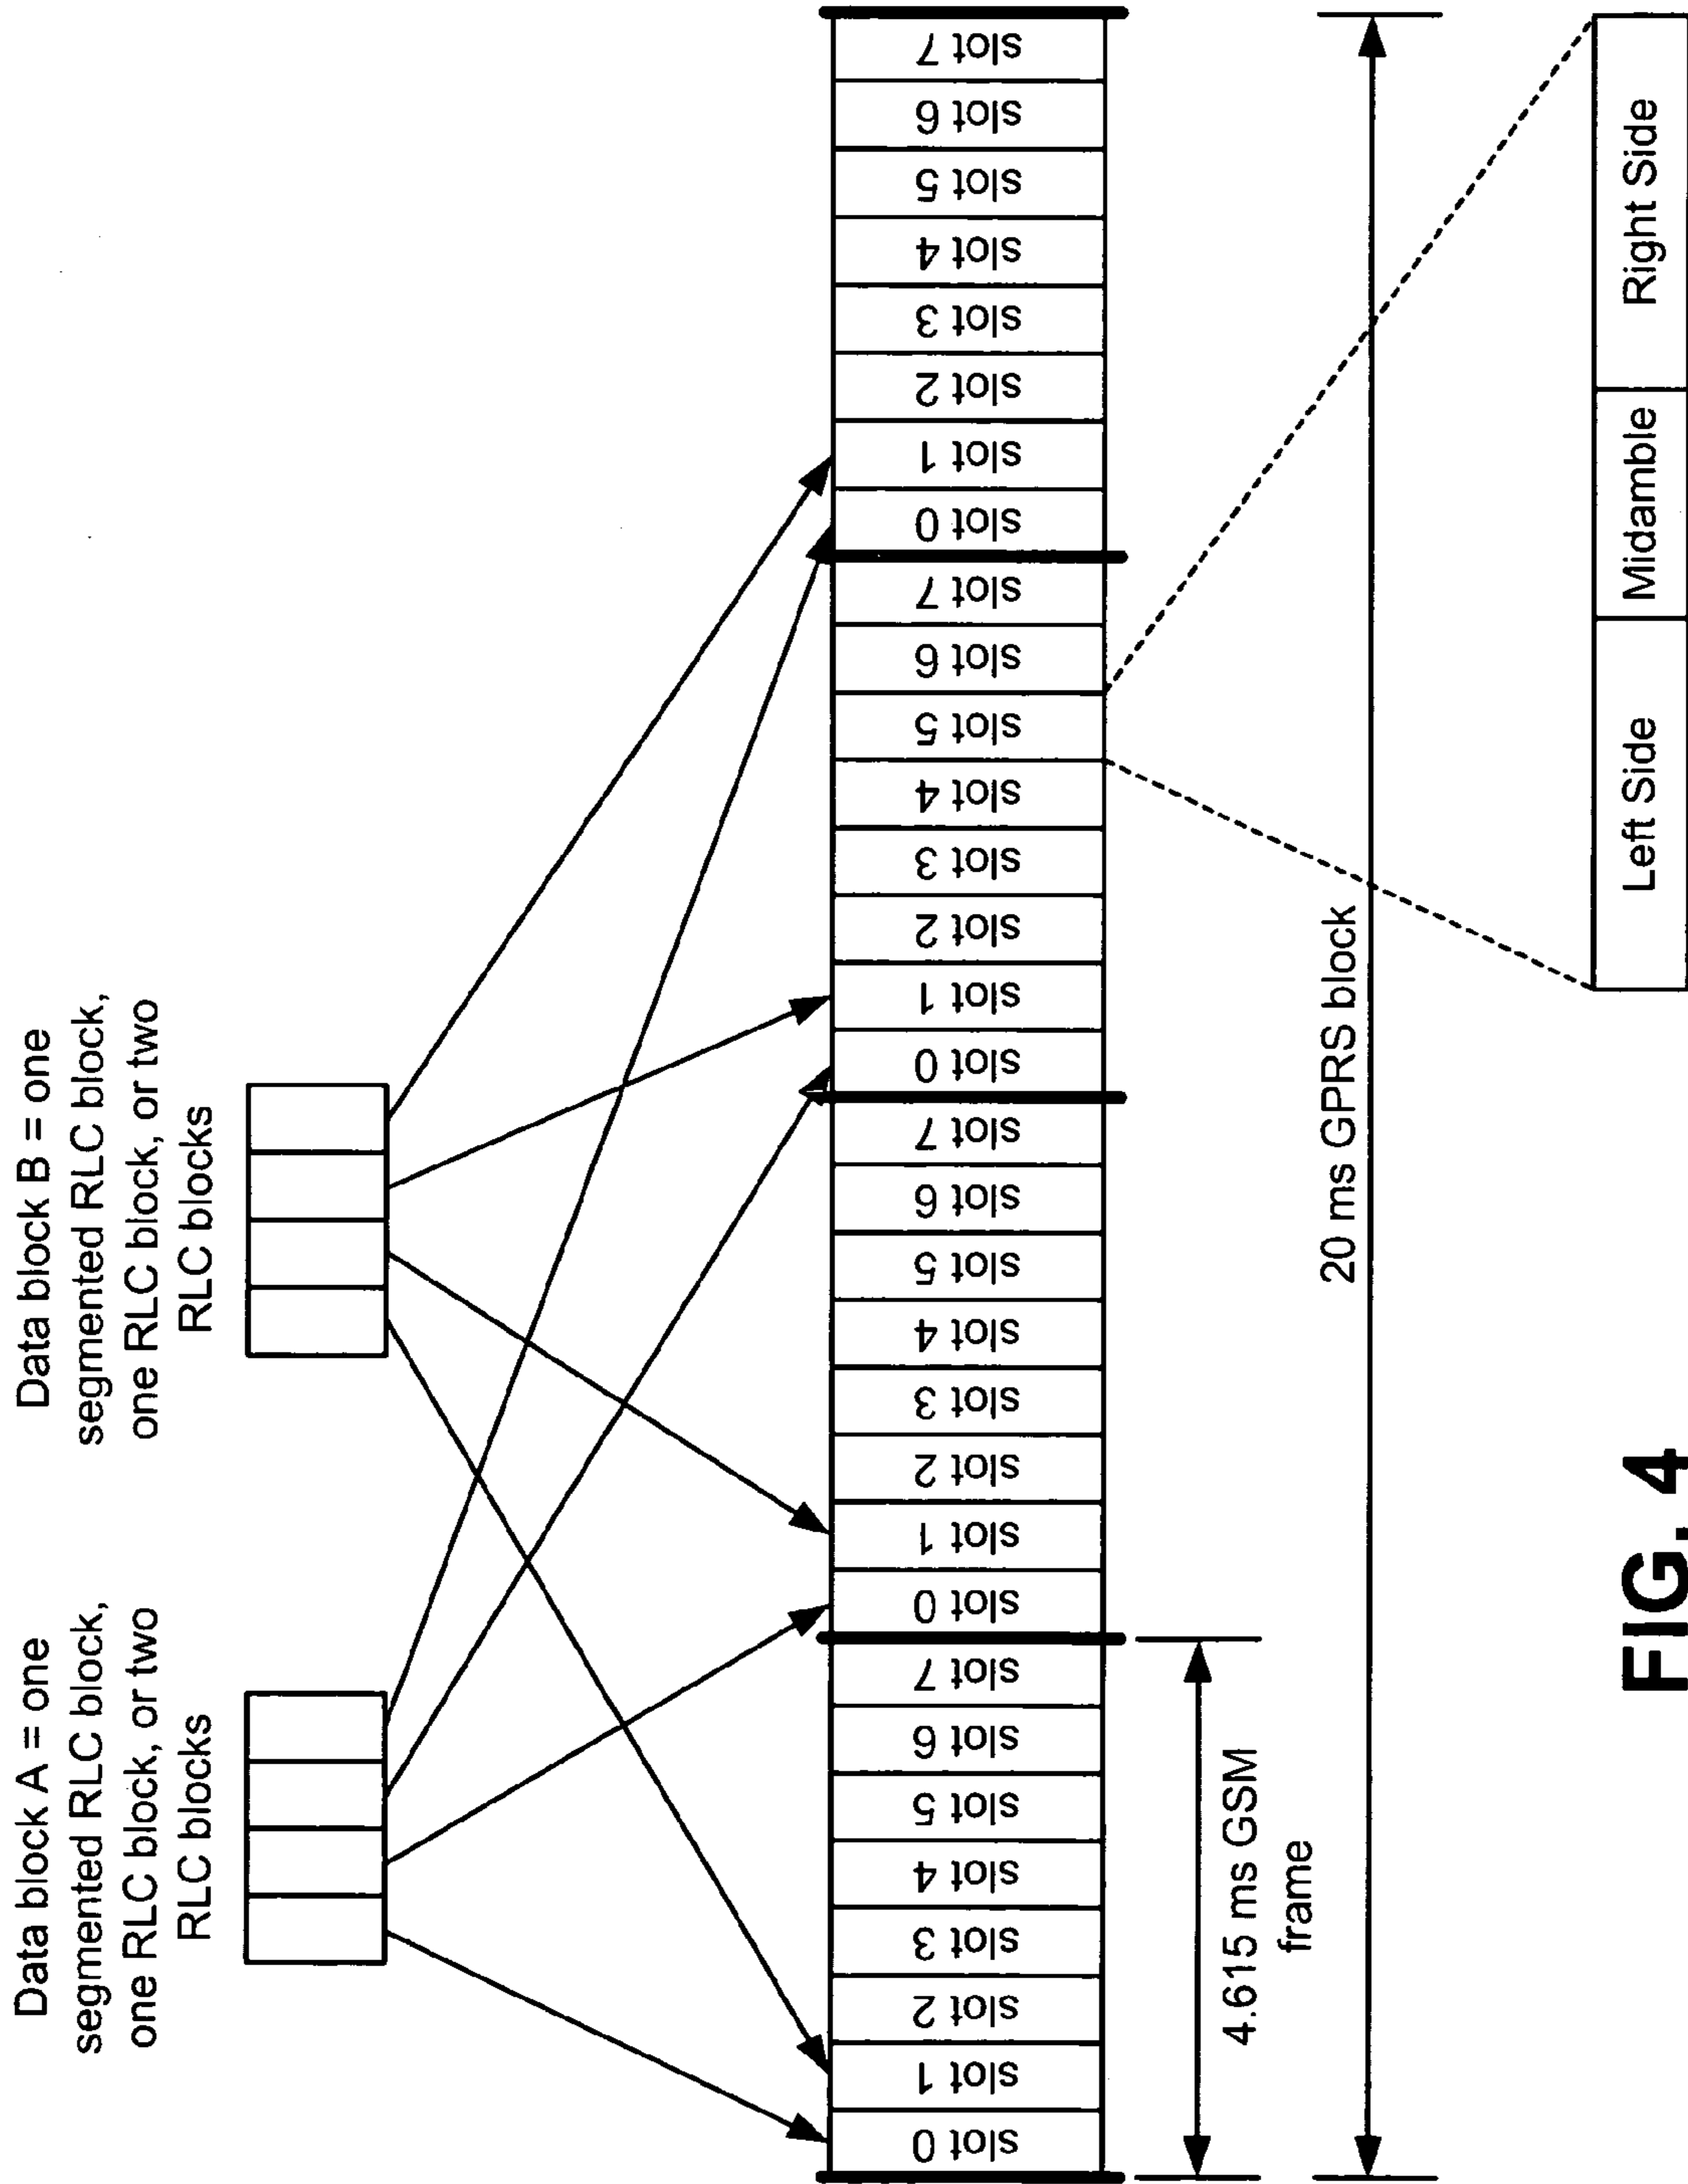 Data block A = one
segmented RLC block,
one RLC block, or two
RLC blocks
Data block B = one
segmented RLC block,
one RLC block, or two
RLC blocks
slot 0
slot 1
slot 2
slot 3
slot 4
slot 5
slot 6
slot 7
slot 0
slot 1
slot 2
slot 3
slot 4
slot 5
slot 6
slot 7
slot 0
slot 1
slot 2
slot 3
slot 4
slot 5
slot 6
slot 7
slot 0
slot 1
slot 2
slot 3
slot 4
slot 5
slot 6
slot 7
4.615 ms GSM
frame
20 ms GPRS block
Left Side
Midamble
Right Side
FIG. 4